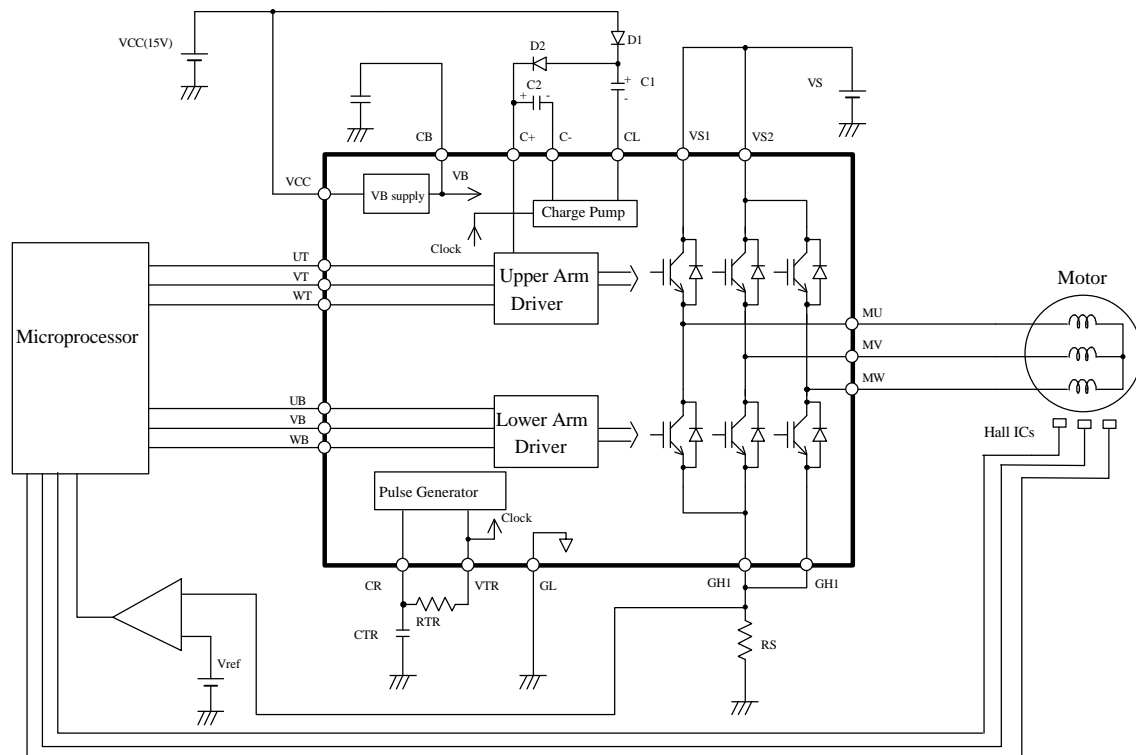 VCC(15V)
D1
D2
C2
C1
+
-
+
-
VS
CB
C+
C-
CL
VS1
VS2
VCC
VB supply
VB
Charge Pump
Clock
Microprocessor
UT
VT
WT
Upper Arm
Driver
Motor
MU
MV
MW
UB
VB
WB
Lower Arm
Driver
Hall ICs
Pulse Generator
Clock
CR
VTR
GL
GH1
GH1
RTR
CTR
RS
Vref